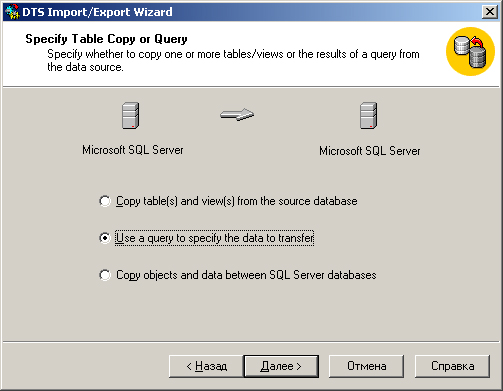 DTS Import/Export Wizard
Specify Table Copy or Query
Specify whether to copy one or more tables/views or the results of a query from
the data source.
Microsoft SQL Server
Microsoft SQL Server
Copy table(s) and view(s) from the source database
Use a query to specify the data to transfer
Copy objects and data between SQL Server databases
< Назад
Далее >
Отмена
Справка